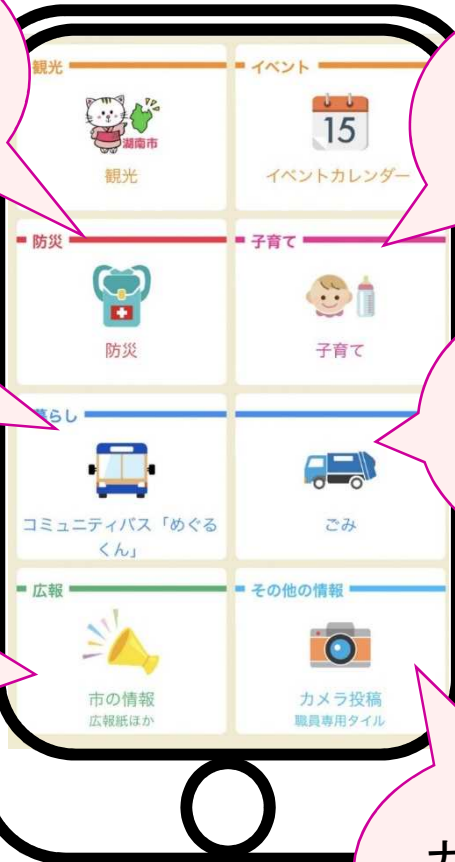 観光
湖南市
観光
イベント
15
イベントカレンダー
防災
防災
子育て
子育て
暮らし
コミュニティバス「めぐる
くん」
ごみ
広報
市の情報
広報紙ほか
その他の情報
カメラ投稿
職員専用タイル